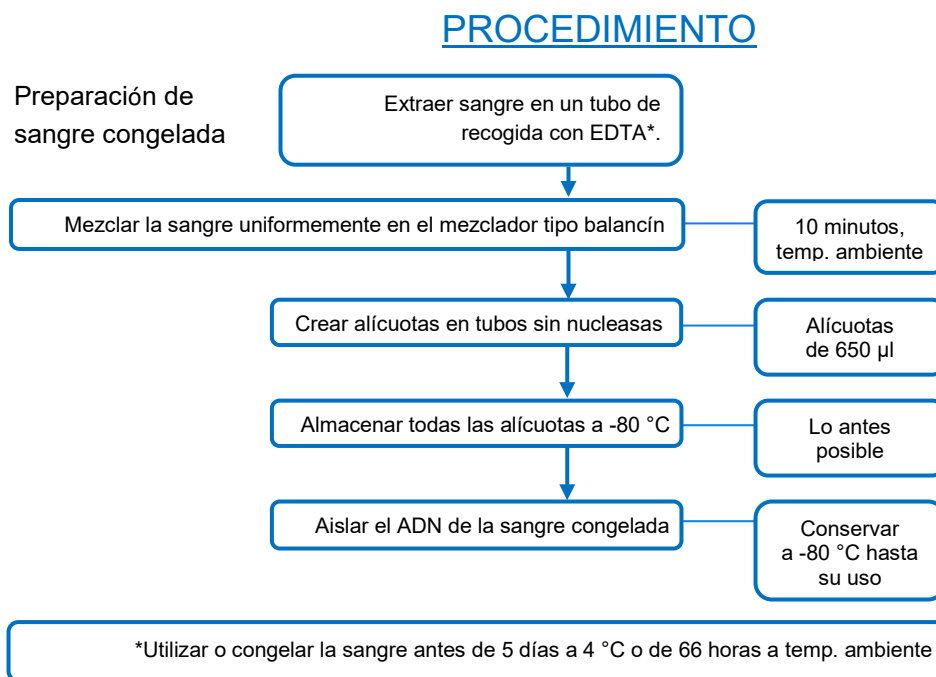 PROCEDIMIENTO
Preparación de
sangre congelada
Extraer sangre en un tubo de
recogida con EDTA*.
Mezclar la sangre uniformemente en el mezclador tipo balancín
10 minutos,
temp. ambiente
Crear alícuotas en tubos sin nucleasas
Alícuotas
de 650 µl
Almacenar todas las alícuotas a -80 °C
Lo antes
posible
Aislar el ADN de la sangre congelada
Conservar
a -80 °C hasta
su uso
*Utilizar o congelar la sangre antes de 5 días a 4 °C o de 66 horas a temp. ambiente